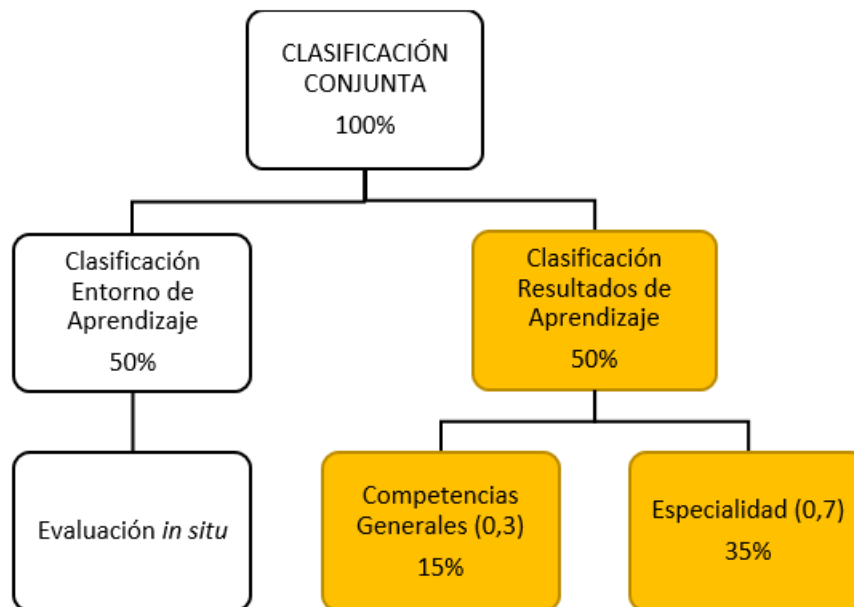 CLASIFICACIÓN
CONJUNTA
100%
Clasificación
Entorno de
Aprendizaje
50%
Clasificación
Resultados de
Aprendizaje
50%
Evaluación in situ
Competencias
Generales (0,3)
15%
Especialidad (0,7)
35%